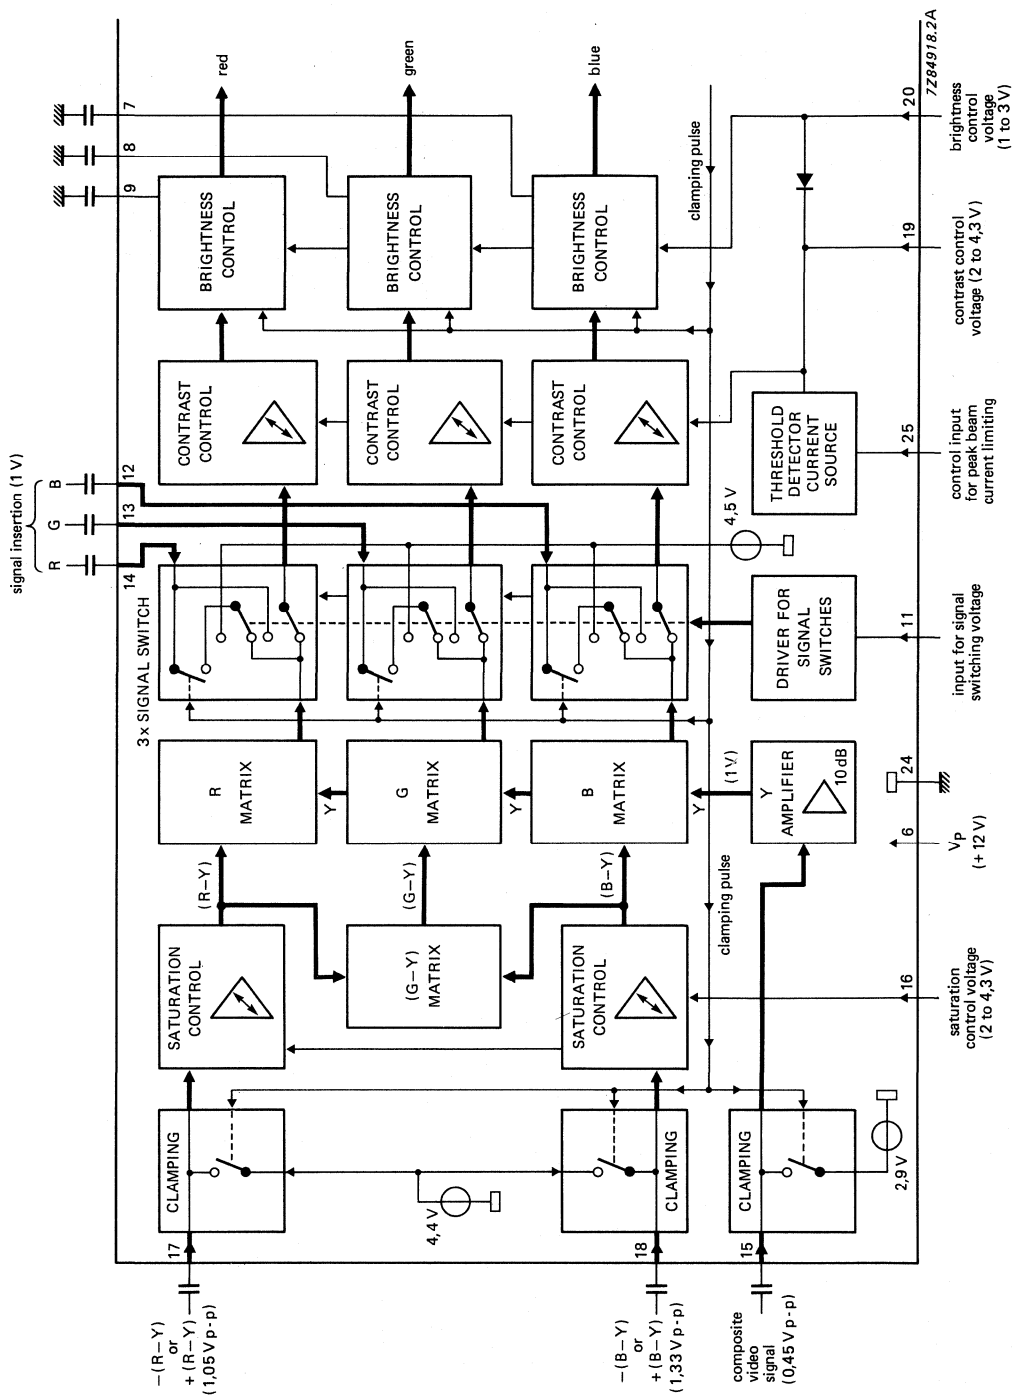 signal insertion (1 V)
R
G
B
14
13
12
9
8
7
red
green
blue
7Z84918.2A
3 x SIGNAL SWITCH
BRIGHTNESS
CONTROL
BRIGHTNESS
CONTROL
BRIGHTNESS
CONTROL
clamping pulse
20
brightness
control
voltage
(1 to 3 V)
CONTRAST
CONTROL
CONTRAST
CONTROL
CONTRAST
CONTROL
19
contrast control
voltage (2 to 4,3 V)
THRESHOLD
DETECTOR
CURRENT
SOURCE
25
control input
for peak beam
current limiting
4,5 V
DRIVER FOR
SIGNAL
SWITCHES
11
input for signal
switching voltage
R
MATRIX
Y
G
MATRIX
Y
B
MATRIX
Y
(1V)
Y
AMPLIFIER
10 dB
24
6
VP
(+ 12 V)
(R–Y)
(G–Y)
(B–Y)
clamping pulse
SATURATION
CONTROL
(G–Y)
MATRIX
SATURATION
CONTROL
16
saturation
control voltage
(2 to 4,3 V)
CLAMPING
4,4 V
CLAMPING
CLAMPING
2,9 V
17
18
15
–(R–Y)
or
+ (R–Y)
(1,05 V p-p)
–(B–Y)
or
+ (B–Y)
(1,33 V p-p)
composite
video
signal
(0,45 V p-p)